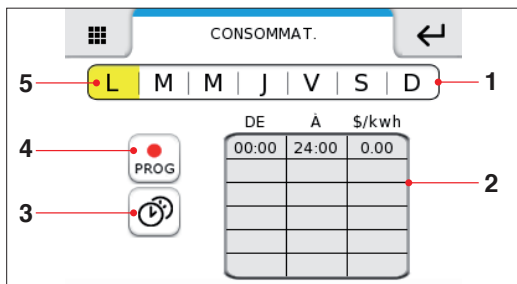 CONSOMMAT.
5 L M M J V S D 1
DE À $/kwh
4 PROG
00:00 24:00 0.00
2
3